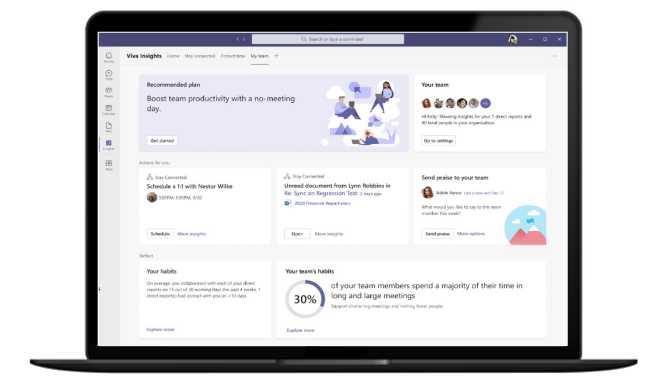 Search or type a command
Viva Insights Home Stay connected Protect time My team +
Activity
Chat
Teams
Calendar
Files
Insights
Apps
Recommended plan
Boost team productivity with a no-meeting
day.
Get started
Your team
+2
Hi Kelly! Showing insights for your 7 direct reports and
40 total people in your organization.
Go to settings
Actions for you
Stay Connected
Schedule a 1:1 with Nestor Wilke
3:00PM-3:30PM, 9/30
Schedule More insights
Stay Connected
Unread document from Lynn Robbins in
Re: Sync on Regression Test 2 days ago
2020 Financial Report.docx
Open More insights
Send praise to your team
Adele Vance Last praise sent Dec
What would you like to say to this team
member this week?
Send praise More options
Reflect
Your habits
On average, you collaborated with each of your direct
reports on 15 out of 20 working days the past 4 weeks. 1
direct report(s) had contact with you on <10 days.
Explore more
Your team's habits
30%
of your team members spend a majority of their time in
long and large meetings
Support shortening meetings and inviting fewer people.
Explore more